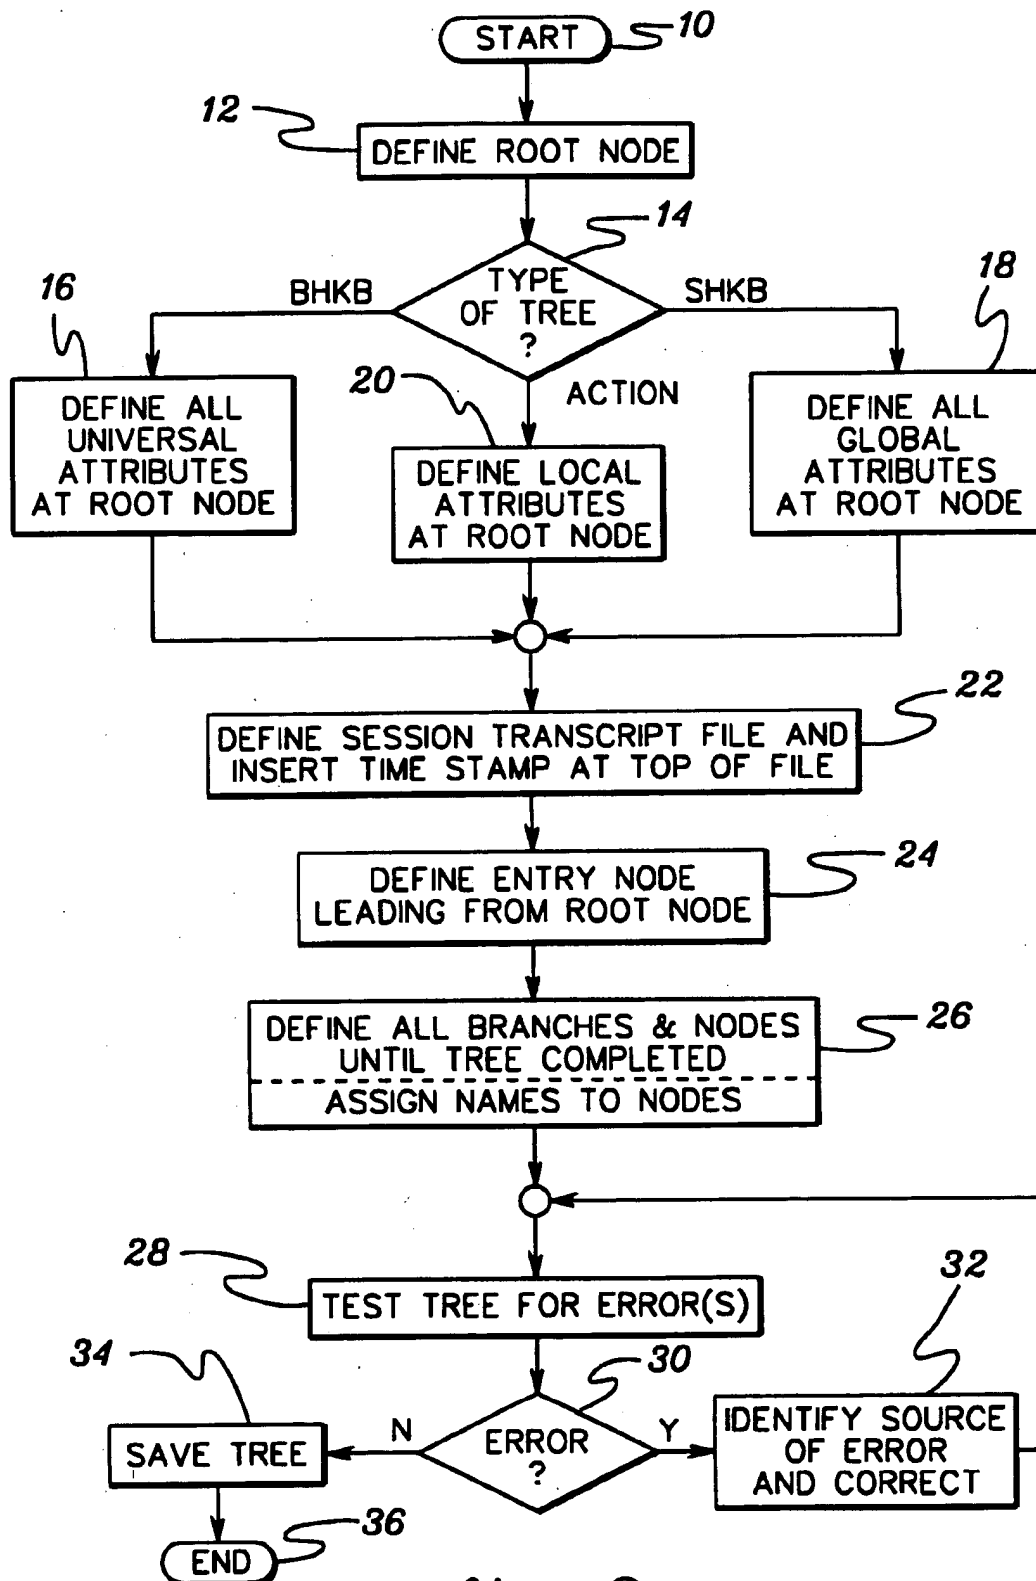 START
10
12
DEFINE ROOT NODE
14
TYPE
OF TREE
?
BHKB
SHKB
ACTION
16
18
20
DEFINE ALL
UNIVERSAL
ATTRIBUTES
AT ROOT NODE
DEFINE LOCAL
ATTRIBUTES
AT ROOT NODE
DEFINE ALL
GLOBAL
ATTRIBUTES
AT ROOT NODE
22
DEFINE SESSION TRANSCRIPT FILE AND
INSERT TIME STAMP AT TOP OF FILE
24
DEFINE ENTRY NODE
LEADING FROM ROOT NODE
26
DEFINE ALL BRANCHES & NODES
UNTIL TREE COMPLETED
ASSIGN NAMES TO NODES
28
TEST TREE FOR ERROR(S)
30
ERROR
?
N
Y
32
IDENTIFY SOURCE
OF ERROR
AND CORRECT
34
SAVE TREE
END
36